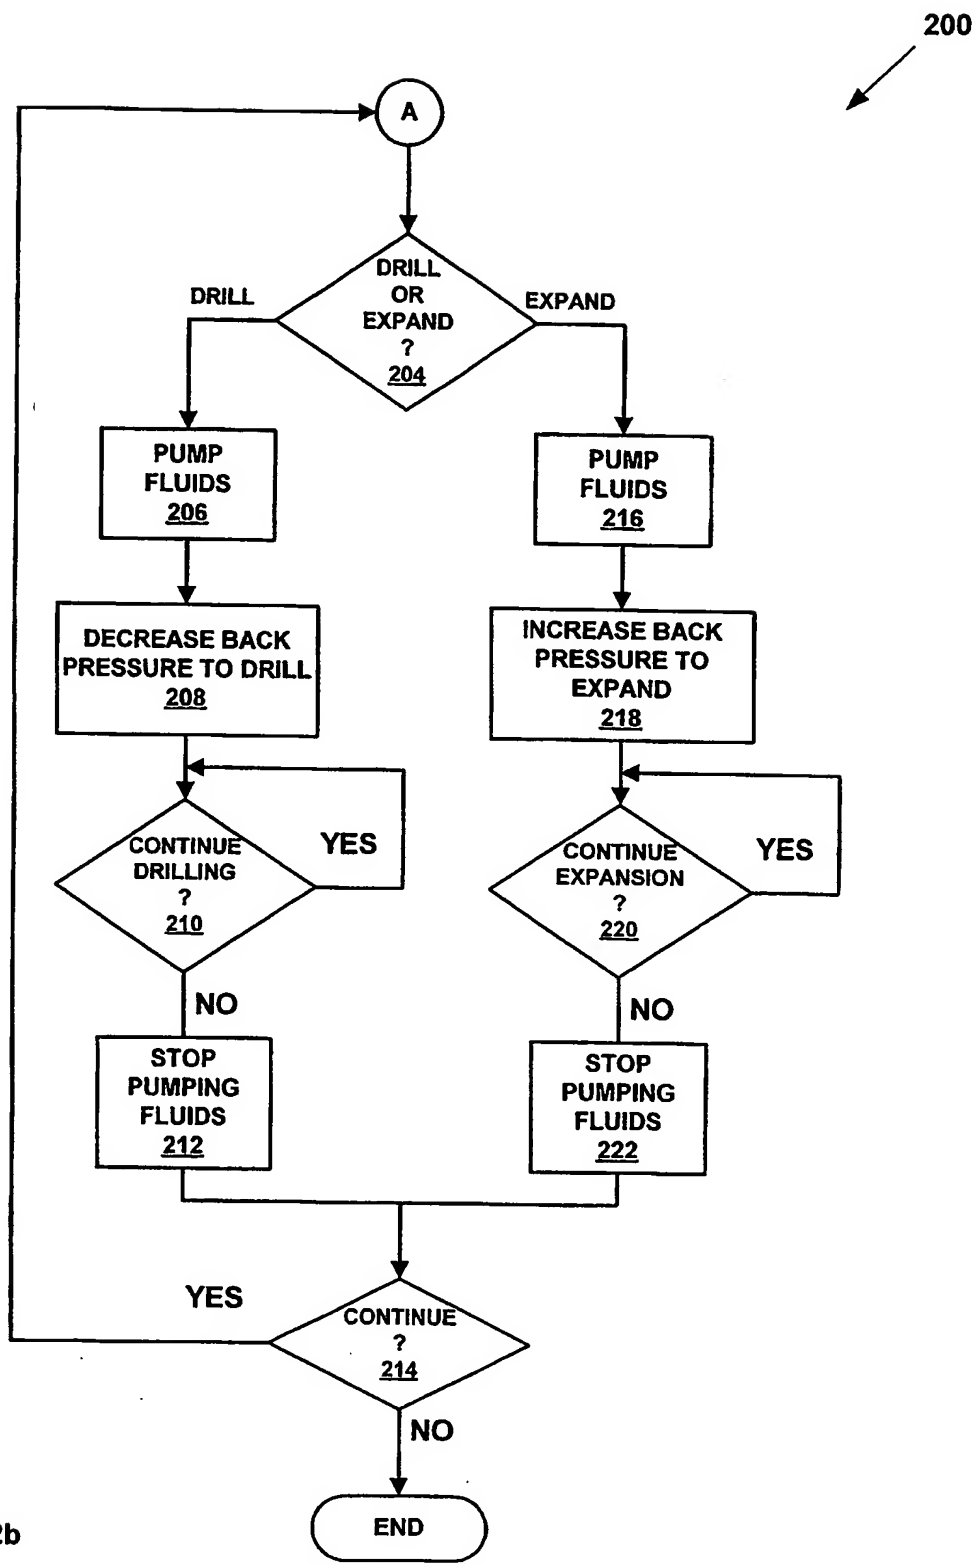 200
A
DRILL
OR
EXPAND
?
204
DRILL
EXPAND
PUMP
FLUIDS
206
PUMP
FLUIDS
216
DECREASE BACK
PRESSURE TO DRILL
208
INCREASE BACK
PRESSURE TO
EXPAND
218
CONTINUE
DRILLING
?
210
YES
CONTINUE
EXPANSION
?
220
YES
NO
NO
STOP
PUMPING
FLUIDS
212
STOP
PUMPING
FLUIDS
222
YES
CONTINUE
?
214
NO
END
2b